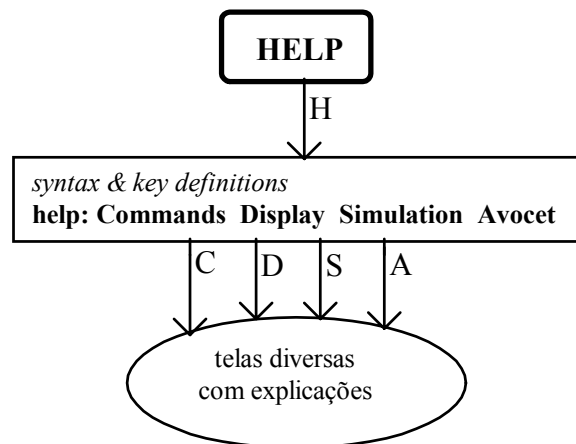 HELP
H
syntax & key definitions
help: Commands Display Simulation Avocet
C D S A
telas diversas
com explicações